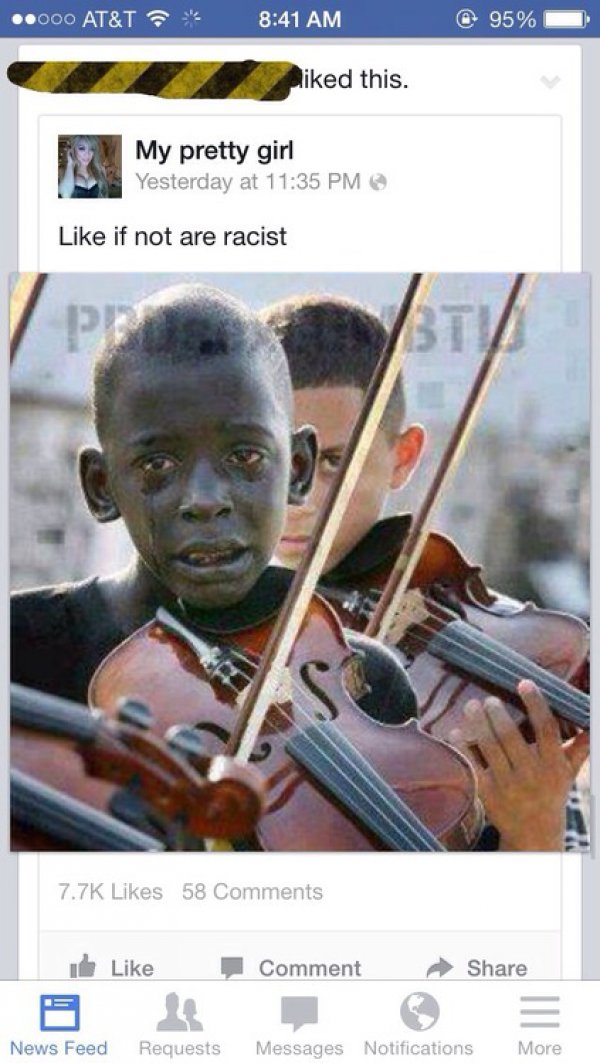 AT&T 8:41 AM 95%
liked this.
My pretty girl
Yesterday at 11:35 PM
Like if not are racist
7.7K Likes 58 Comments
Like Comment Share
News Feed Requests Messages Notifications More